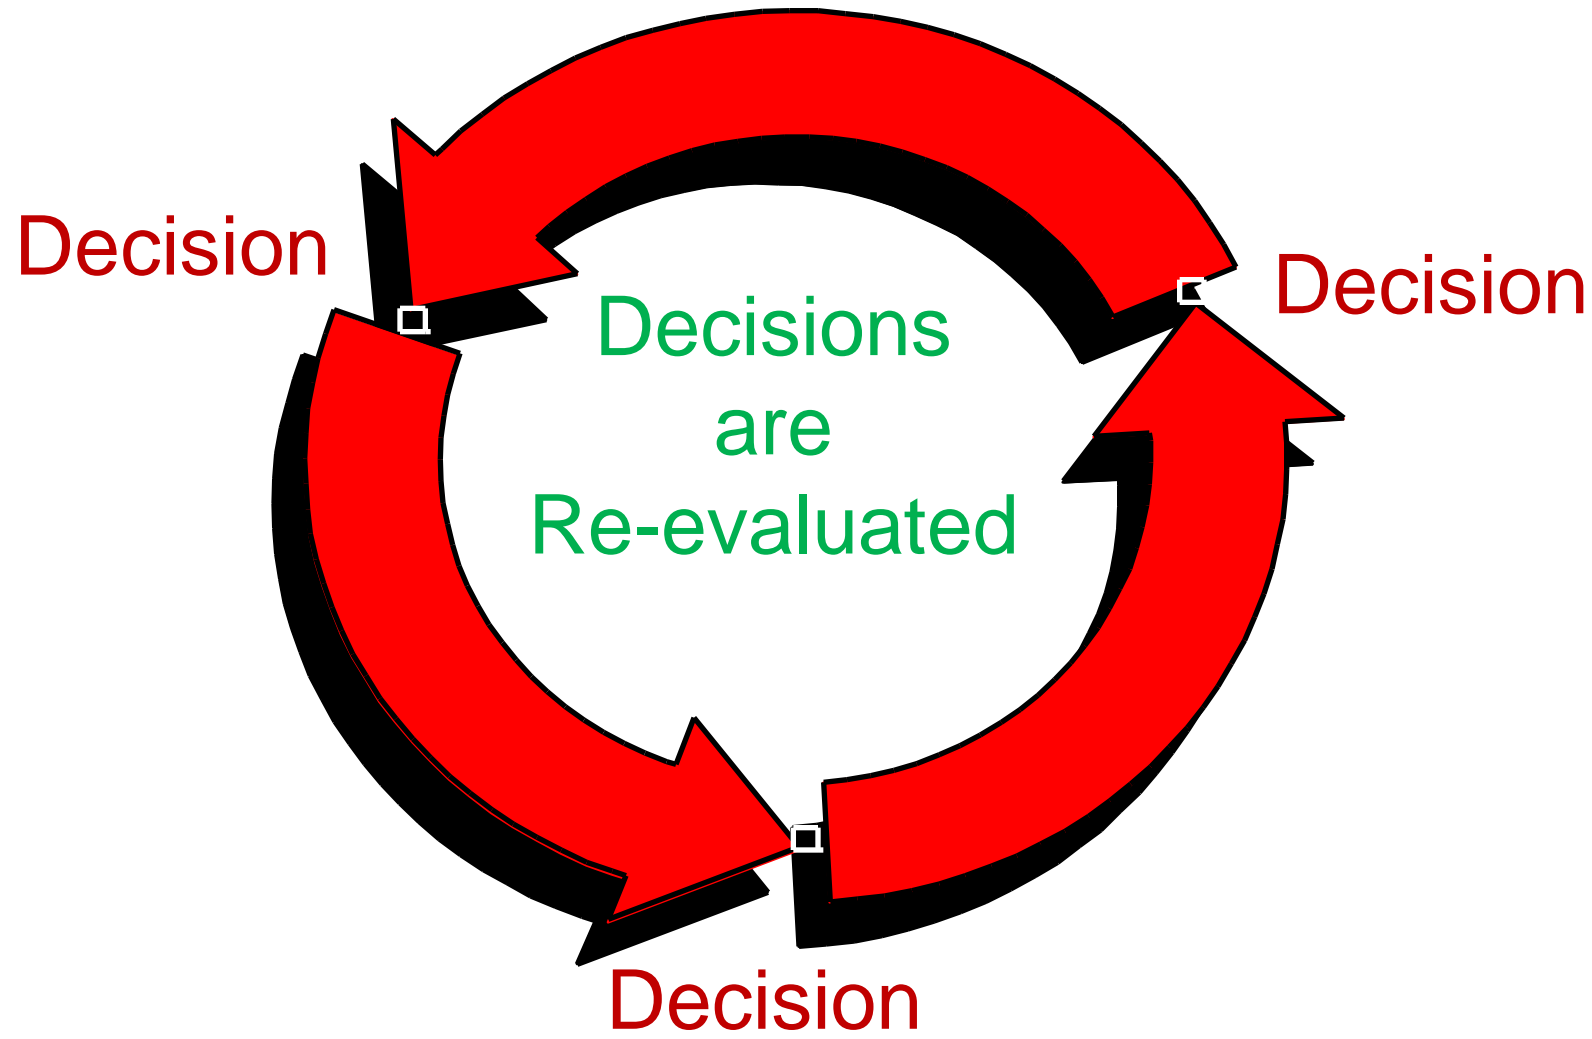 Decision
Decision
Decisions
are
Re-evaluated
Decision